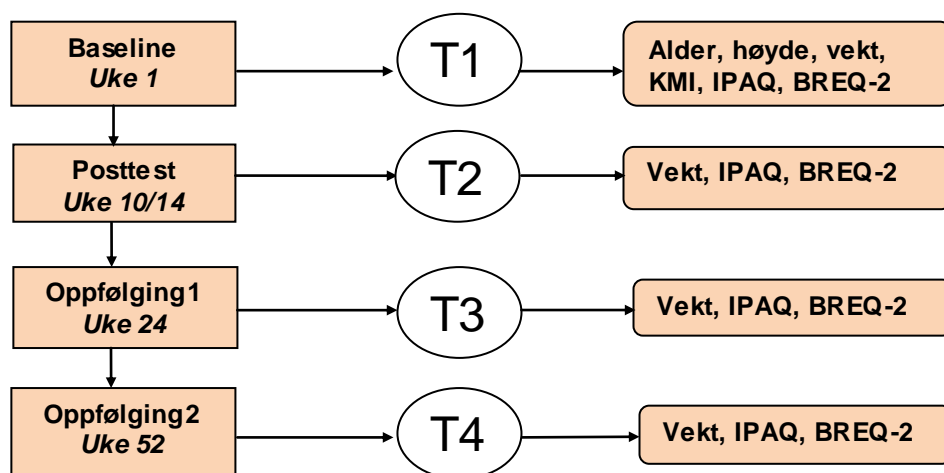 Baseline
Uke 1
T1
Alder, høyde, vekt,
KMI, IPAQ, BREQ-2
Posttest
Uke 10/14
T2
Vekt, IPAQ, BREQ-2
Oppfølging1
Uke 24
T3
Vekt, IPAQ, BREQ-2
Oppfølging2
Uke 52
T4
Vekt, IPAQ, BREQ-2